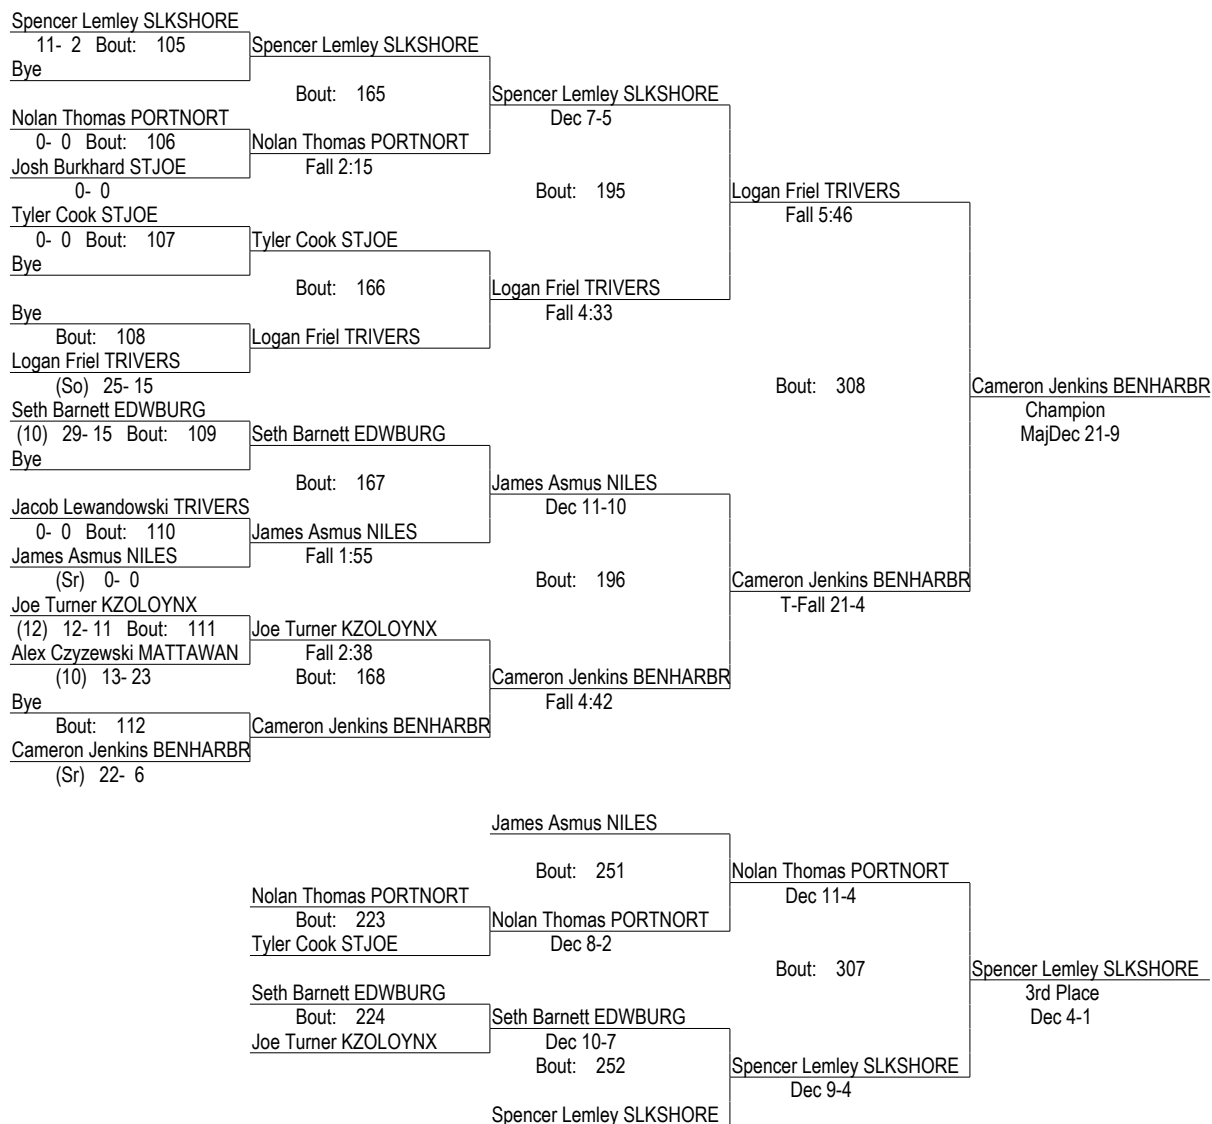 Spencer Lemley SLKSHORE
11- 2 Bout: 105
Spencer Lemley SLKSHORE
Bye
Bout: 165
Spencer Lemley SLKSHORE
Dec 7-5
Nolan Thomas PORTNORT
0- 0 Bout: 106
Nolan Thomas PORTNORT
Josh Burkhard STJOE
Fall 2:15
0- 0
Bout: 195
Logan Friel TRIVERS
Fall 5:46
Tyler Cook STJOE
0- 0 Bout: 107
Tyler Cook STJOE
Bye
Bout: 166
Logan Friel TRIVERS
Fall 4:33
Bye
Bout: 108
Logan Friel TRIVERS
Logan Friel TRIVERS
(So) 25- 15
Bout: 308
Cameron Jenkins BENHARBR
Champion
MajDec 21-9
Seth Barnett EDWBURG
(10) 29- 15 Bout: 109
Seth Barnett EDWBURG
Bye
Bout: 167
James Asmus NILES
Dec 11-10
Jacob Lewandowski TRIVERS
0- 0 Bout: 110
James Asmus NILES
James Asmus NILES
Fall 1:55
(Sr) 0- 0
Bout: 196
Cameron Jenkins BENHARBR
T-Fall 21-4
Joe Turner KZOLOYNX
(12) 12- 11 Bout: 111
Joe Turner KZOLOYNX
Alex Czyzewski MATTAWAN
Fall 2:38
(10) 13- 23
Bout: 168
Cameron Jenkins BENHARBR
Fall 4:42
Bye
Bout: 112
Cameron Jenkins BENHARBR
Cameron Jenkins BENHARBR
(Sr) 22- 6
James Asmus NILES
Bout: 251
Nolan Thomas PORTNORT
Dec 11-4
Nolan Thomas PORTNORT
Bout: 223
Nolan Thomas PORTNORT
Tyler Cook STJOE
Dec 8-2
Bout: 307
Spencer Lemley SLKSHORE
3rd Place
Dec 4-1
Seth Barnett EDWBURG
Bout: 224
Seth Barnett EDWBURG
Joe Turner KZOLOYNX
Dec 10-7
Bout: 252
Spencer Lemley SLKSHORE
Dec 9-4
Spencer Lemley SLKSHORE